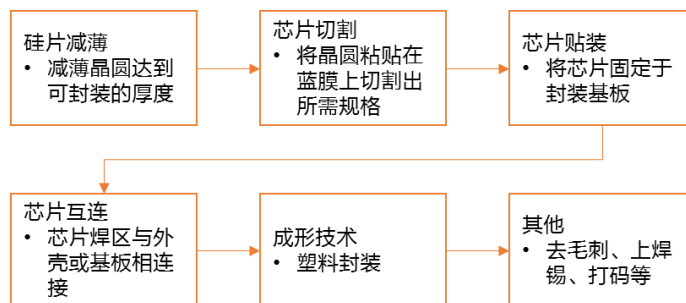 硅片减薄
• 减薄晶圆达到
可封装的厚度
芯片切割
• 将晶圆粘贴在
蓝膜上切割出
所需规格
芯片贴装
• 将芯片固定于
封装基板
芯片互连
• 芯片焊区与外
壳或基板相连
接
成形技术
• 塑料封装
其他
• 去毛刺、上焊
锡、打码等